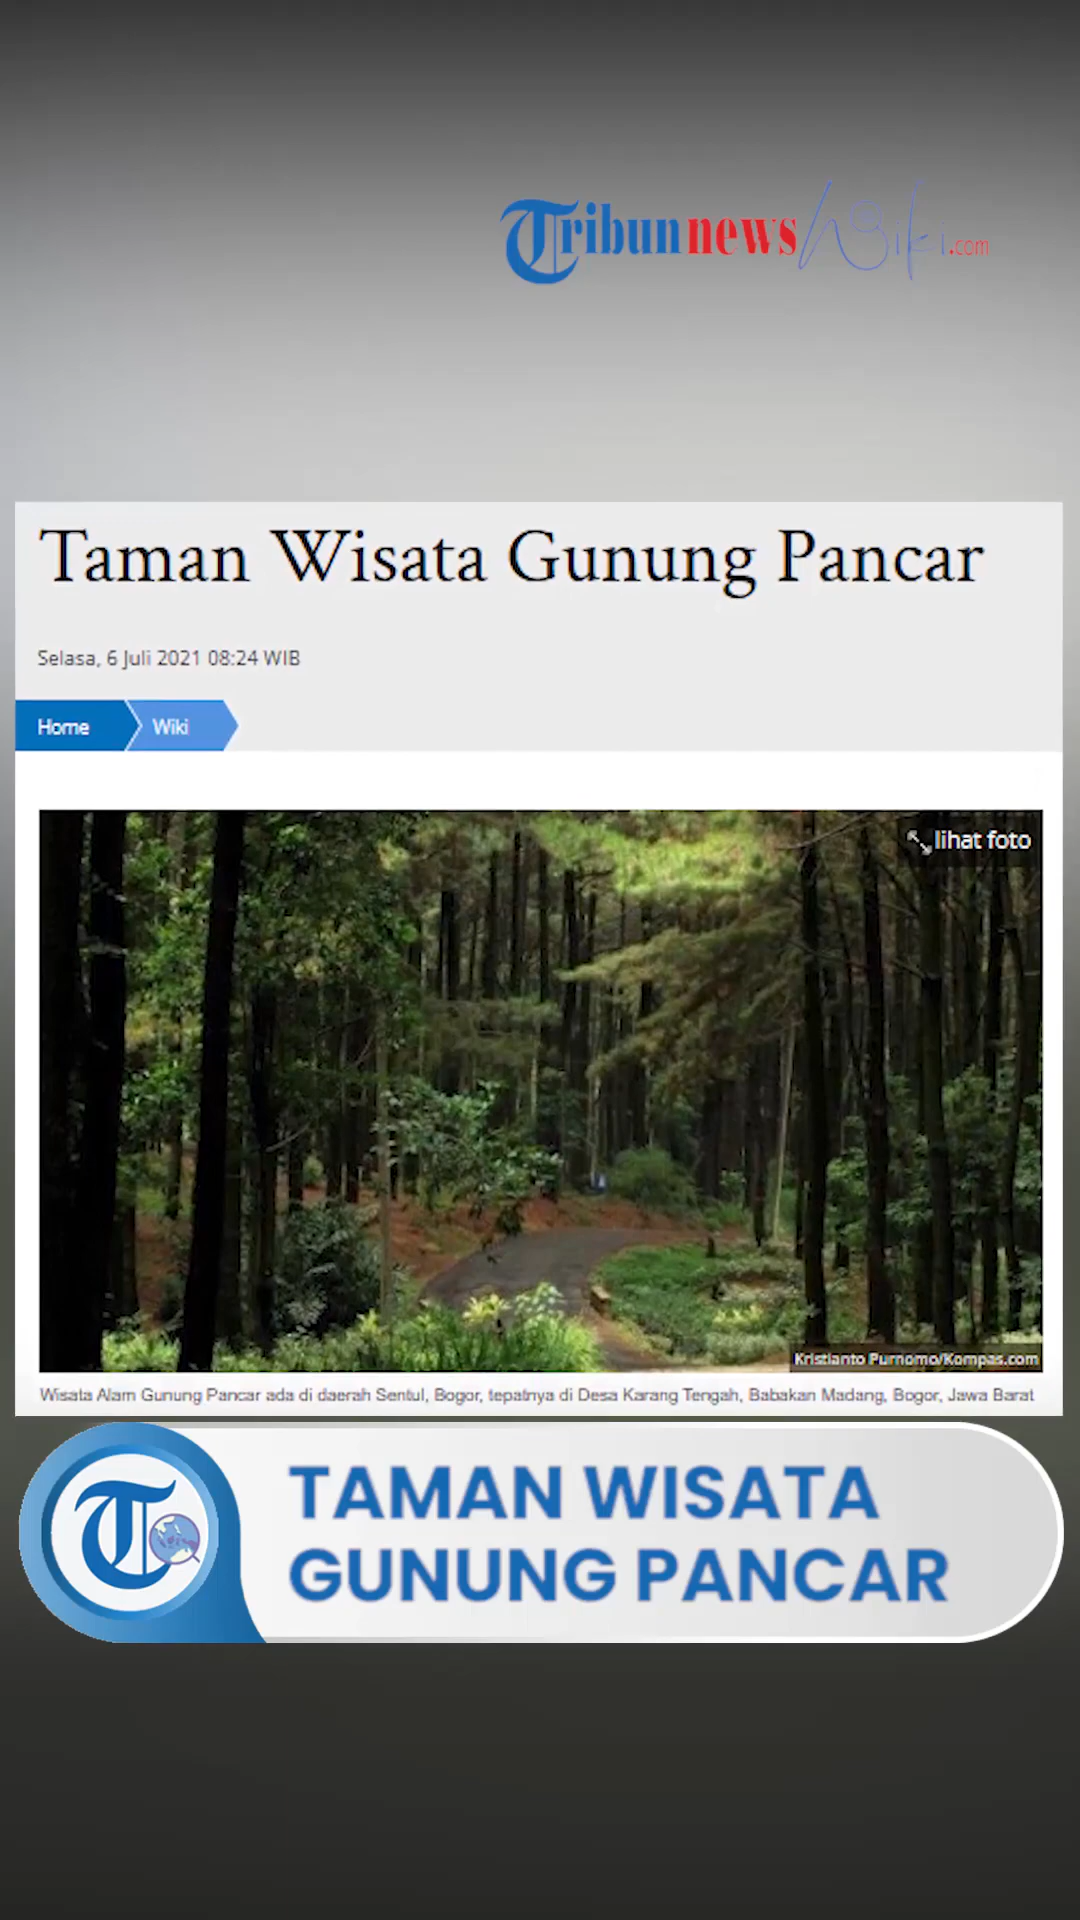 TribunnewsWiki.com
Taman Wisata Gunung Pancar
Selasa, 6 Juli 2021 08:24 WIB
Home Wiki
lihat foto
Kristianto Purnomo/Kompas.com
Wisata Alam Gunung Pancar ada di daerah Sentul, Bogor, tepatnya di Desa Karang Tengah, Babakan Madang, Bogor, Jawa Barat
TAMAN WISATA
GUNUNG PANCAR